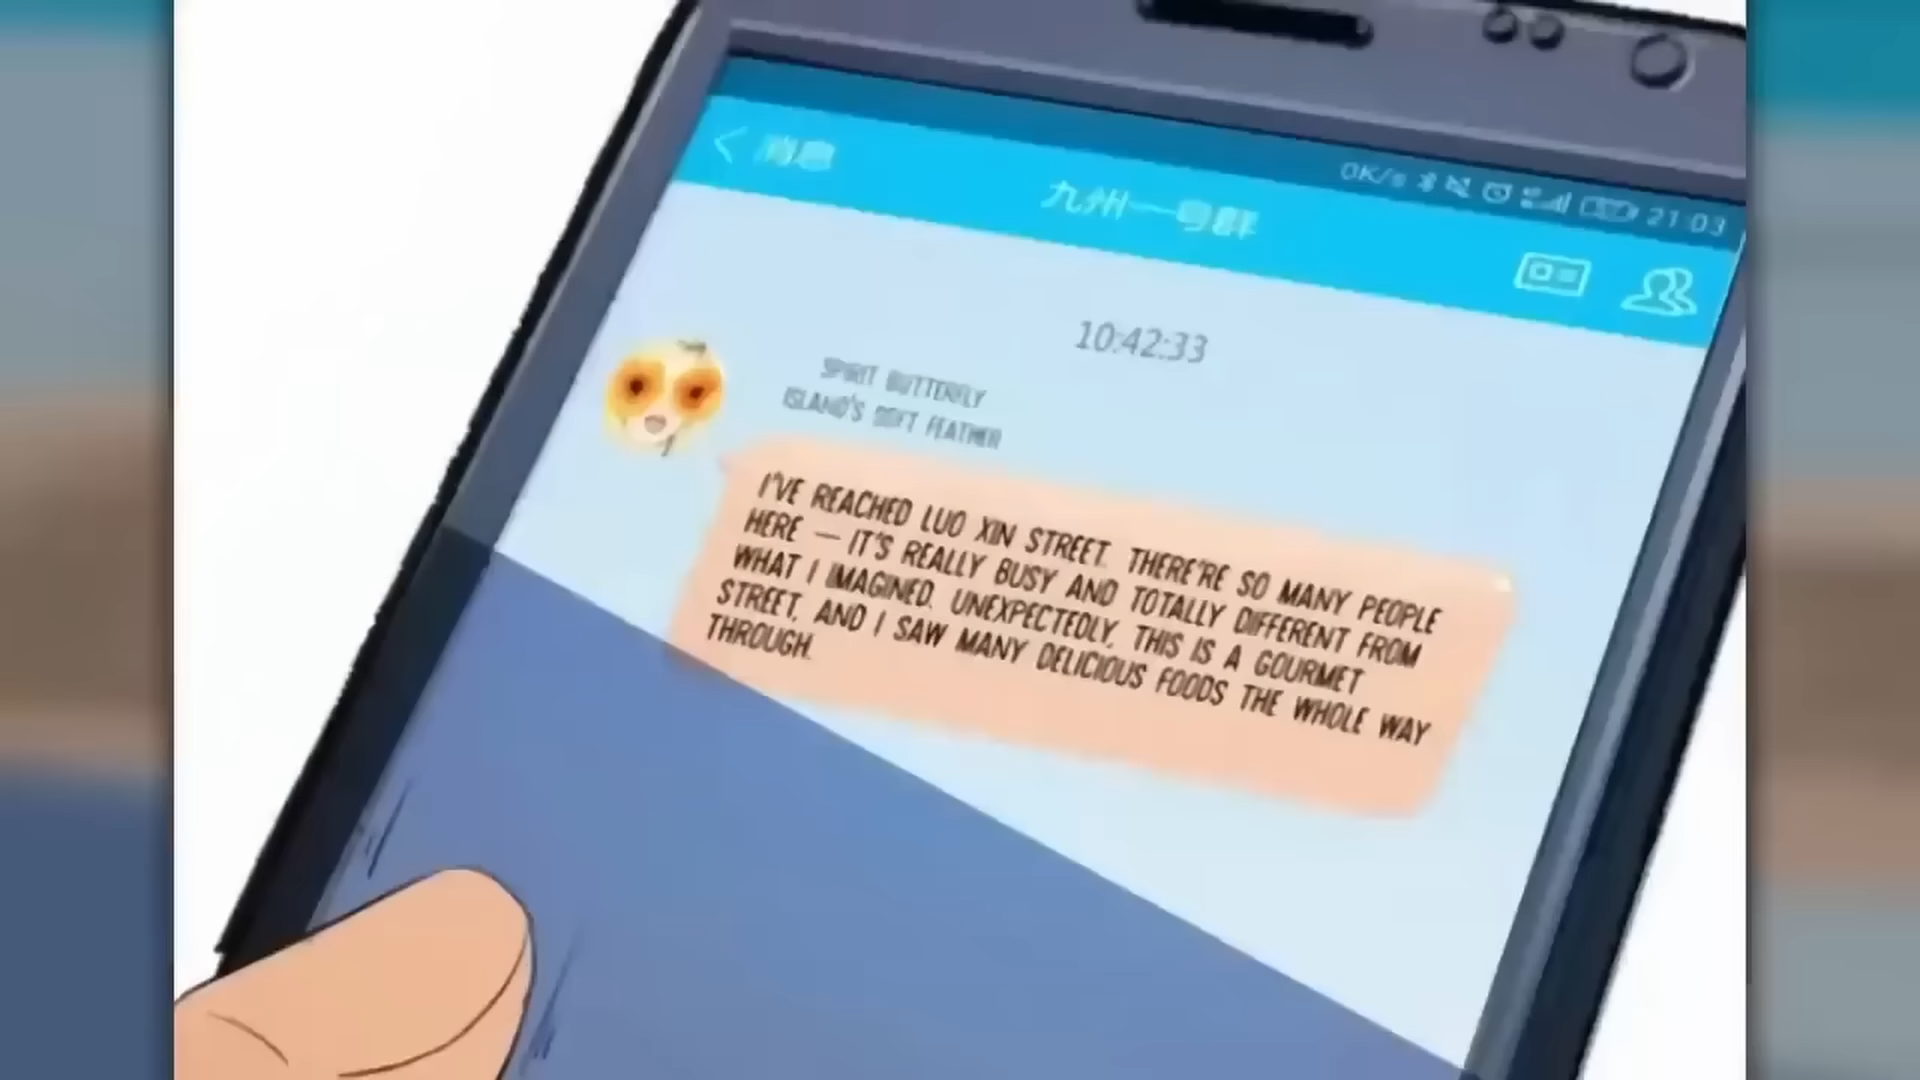 0K/s 21:03
消息
九州一号群
10:42:33
SPIRIT BUTTERFLY
ISLAND'S SOFT FEATHER
I'VE REACHED LUO XIN STREET. THERE'RE SO MANY PEOPLE
HERE — IT'S REALLY BUSY AND TOTALLY DIFFERENT FROM
WHAT I IMAGINED. UNEXPECTEDLY, THIS IS A GOURMET
STREET, AND I SAW MANY DELICIOUS FOODS THE WHOLE WAY
THROUGH.